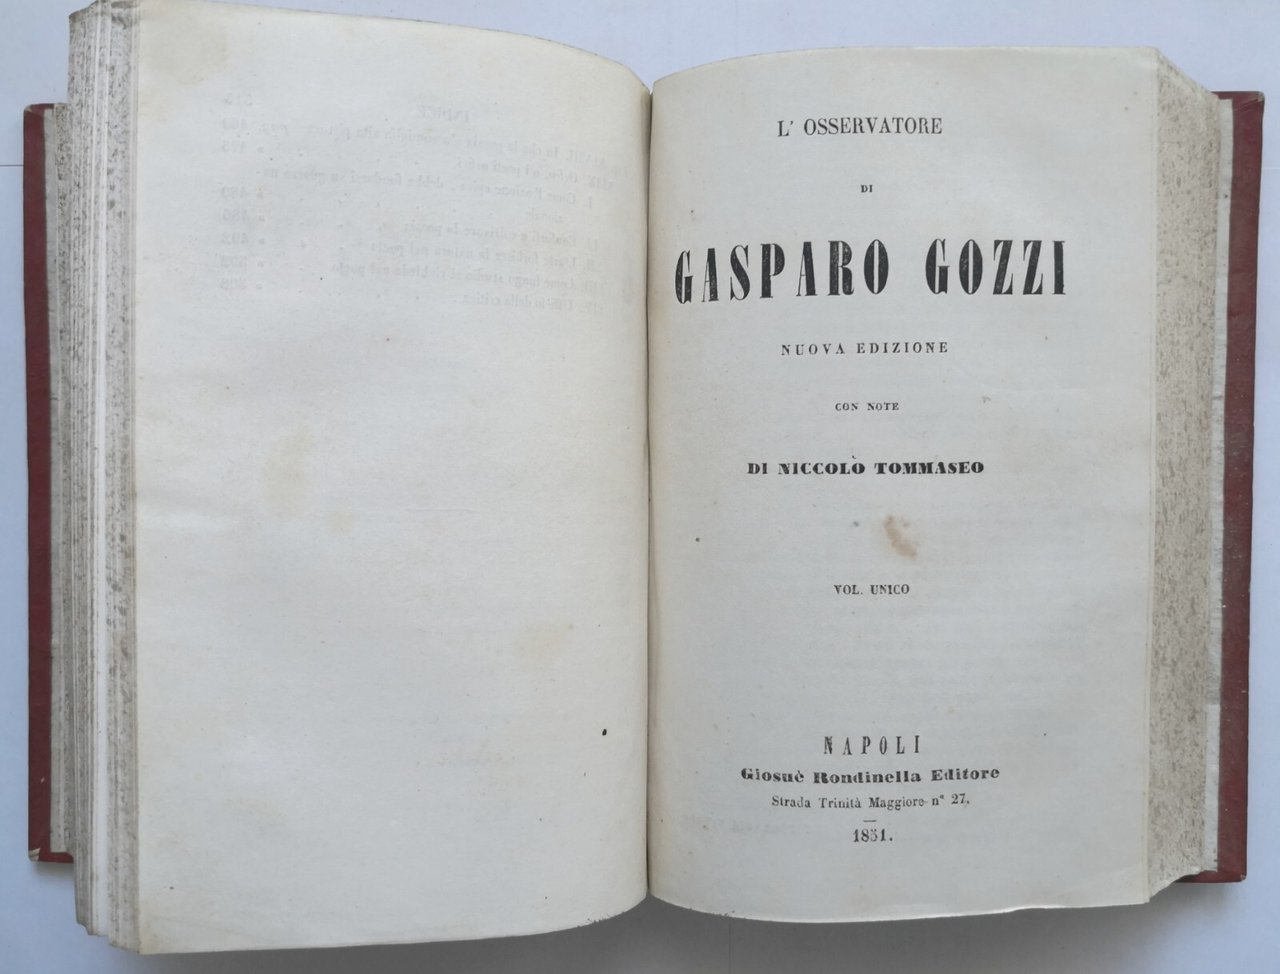 L' OSSERVATORE
DI
GASPARO GOZZI
NUOVA EDIZIONE
CON NOTE
DI NICCOLÒ TOMMASEO
VOL. UNICO
NAPOLI
Giosuè Rondinella Editore
Strada Trinità Maggiore n° 27,
1851.